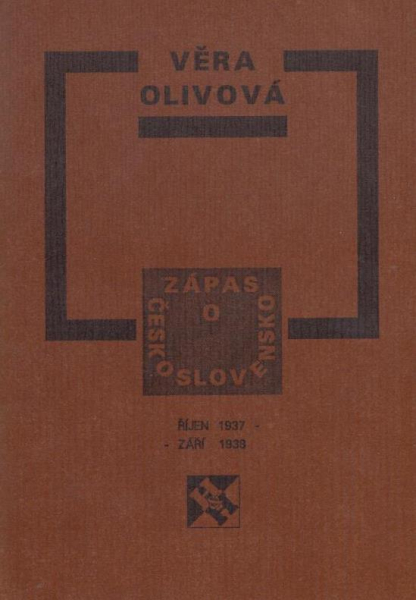 VĚRA
OLIVOVÁ
ZÁPAS
O
ČESKOSLOVENSKO
ŘÍJEN 1937 -
- ZÁŘÍ 1938